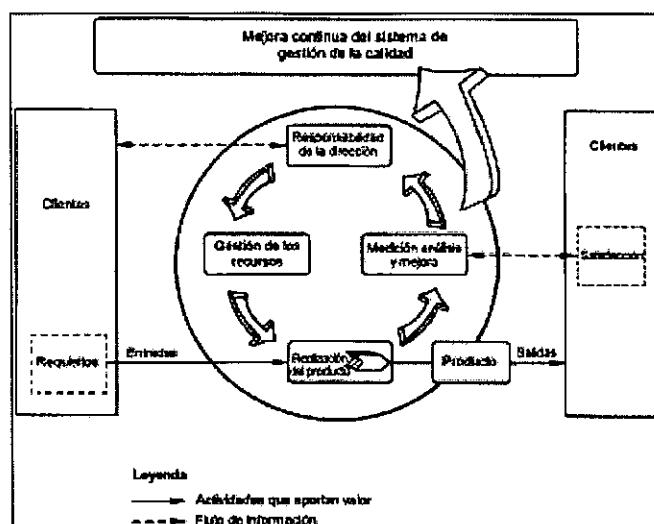 Mejora continua del sistema de
gestión de la calidad
Responsabilidad
de la dirección
Clientes
Clientes
Gestión de los
recursos
Medición análisis
y mejora
Satisfacción
Requisitos
Entradas
Realización
del producto
Producto
Salidas
Leyenda
Actividades que aportan valor
Flujo de información